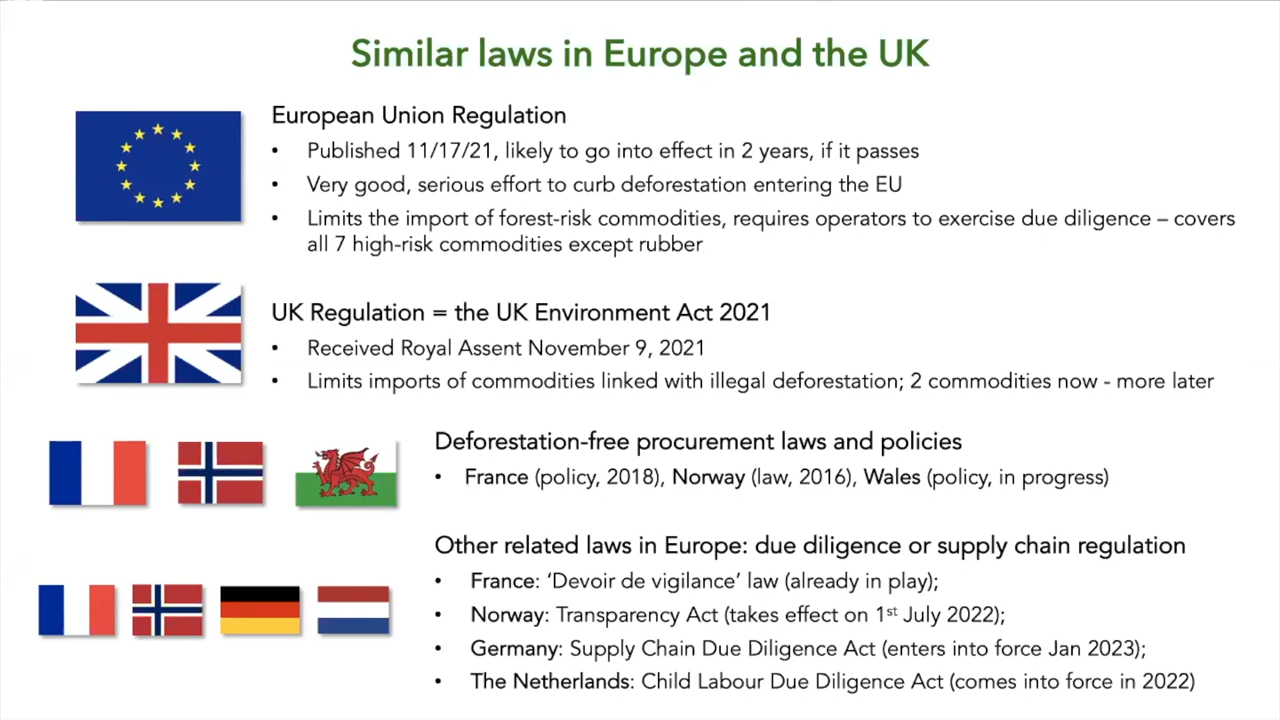 Similar laws in Europe and the UK
European Union Regulation
• Published 11/17/21, likely to go into effect in 2 years, if it passes
• Very good, serious effort to curb deforestation entering the EU
• Limits the import of forest-risk commodities, requires operators to exercise due diligence – covers
all 7 high-risk commodities except rubber
UK Regulation = the UK Environment Act 2021
• Received Royal Assent November 9, 2021
• Limits imports of commodities linked with illegal deforestation; 2 commodities now - more later
Deforestation-free procurement laws and policies
• France (policy, 2018), Norway (law, 2016), Wales (policy, in progress)
Other related laws in Europe: due diligence or supply chain regulation
• France: ‘Devoir de vigilance’ law (already in play);
• Norway: Transparency Act (takes effect on 1st July 2022);
• Germany: Supply Chain Due Diligence Act (enters into force Jan 2023);
• The Netherlands: Child Labour Due Diligence Act (comes into force in 2022)